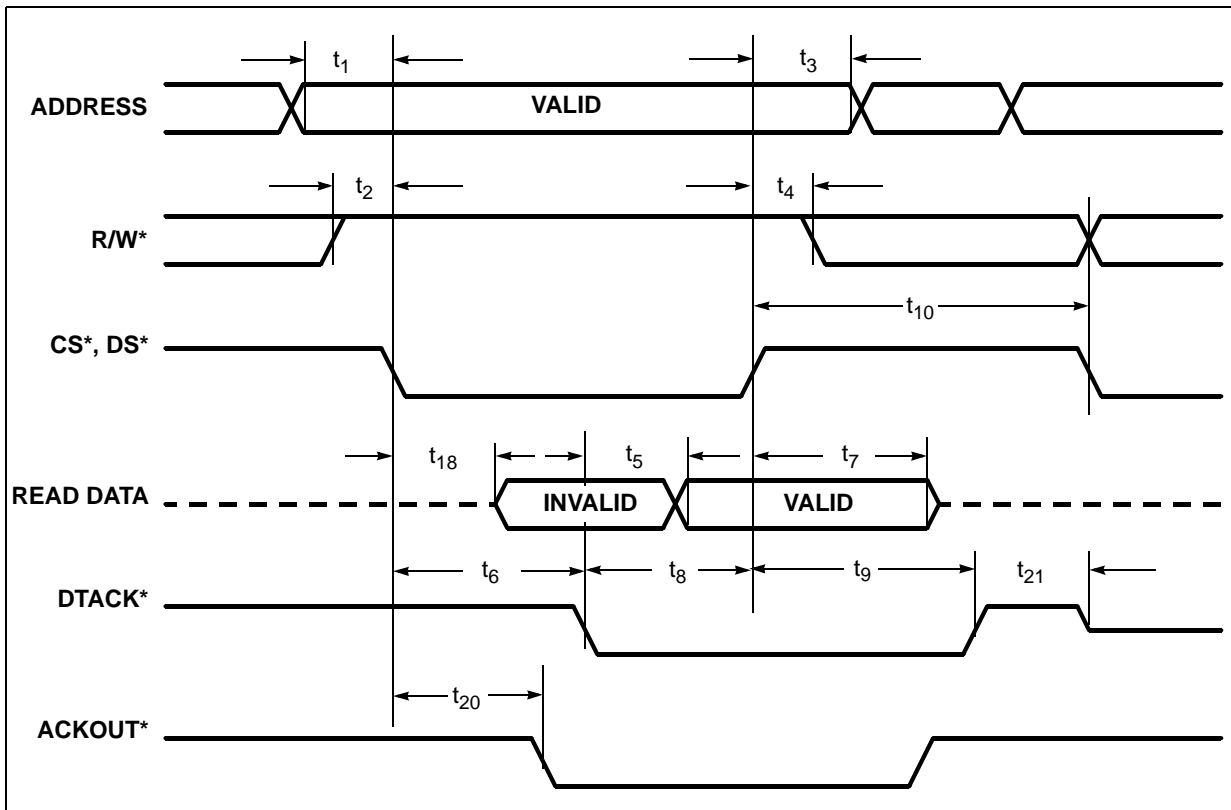 t1
t3
ADDRESS
VALID
t2
t4
R/W*
t10
CS*, DS*
t18
t5
t7
READ DATA
INVALID
VALID
t6
t8
t9
t21
DTACK*
t20
ACKOUT*